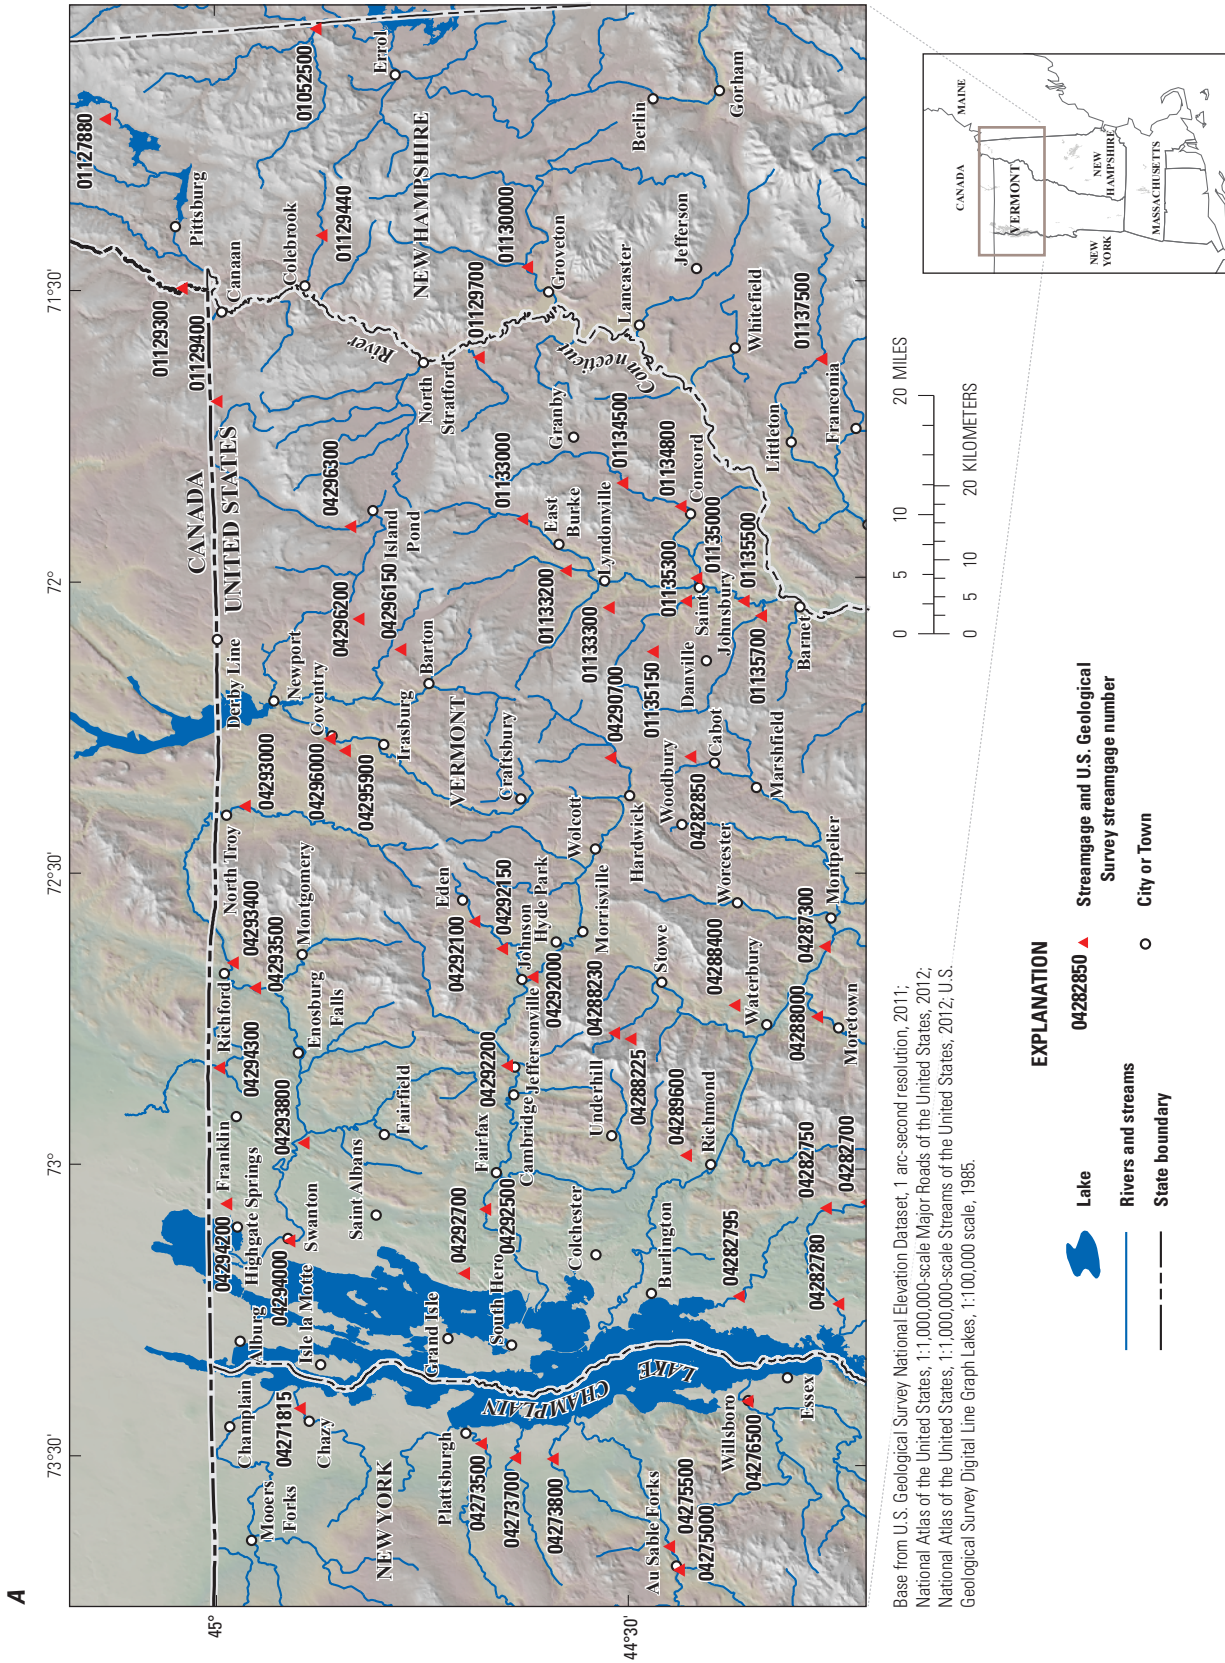 A
73°30'
73°
72°30'
72°
71°30'
45°
44°30'
CANADA
UNITED STATES
NEW YORK
VERMONT
NEW HAMPSHIRE
LAKE
CHAMPLAIN
Connecticut
River
Mooers
Forks
Champlain
04271815
Chazy
Alburg
Isle la Motte
04294200
Highgate Springs
04294000
Swanton
Franklin
Saint Albans
04293800
Fairfield
04294300
Richford
Enosburg
Falls
04293500
04293400
Montgomery
North Troy
04293000
Derby Line
Newport
Coventry
04296000
04295900
Irasburg
Barton
04296150
04296200
Island
Pond
04296300
01129400
01129300
Canaan
Pittsburg
01127880
Colebrook
01129440
01052500
Errol
North
Stratford
01129700
Groveton
01130000
Plattsburgh
04273500
04273700
04273800
Grand Isle
South Hero
04292700
04292500
Fairfax
Cambridge
Jeffersonville
04292200
Johnson
04292000
Hyde Park
04292150
04292100
Eden
Morrisville
Wolcott
Craftsbury
Hardwick
04290700
Colchester
Underhill
04288225
04288230
Stowe
Burlington
Richmond
04289600
04288400
Waterbury
Worcester
Woodbury
04282850
Cabot
Marshfield
Montpelier
04287300
04288000
Moretown
Au Sable Forks
04275500
04275000
Willsboro
04276500
Essex
04282795
04282780
04282750
04282700
East
Burke
01133000
Lyndonville
01133200
01133300
01135150
Danville
Saint
Johnsbury
01135300
01135000
01135500
01135700
Barnet
Granby
01134500
01134800
Concord
Lancaster
Jefferson
Whitefield
01137500
Littleton
Franconia
Berlin
Gorham
Base from U.S. Geological Survey National Elevation Dataset, 1 arc-second resolution, 2011;
National Atlas of the United States, 1:1,000,000-scale Major Roads of the United States, 2012;
National Atlas of the United States, 1:1,000,000-scale Streams of the United States, 2012; U.S.
Geological Survey Digital Line Graph Lakes, 1:100,000 scale, 1985.
0 5 10 20 MILES
0 5 10 20 KILOMETERS
EXPLANATION
Lake
Rivers and streams
State boundary
04282850
Streamgage and U.S. Geological
Survey streamgage number
City or Town
CANADA
MAINE
VERMONT
NEW
HAMPSHIRE
NEW
YORK
MASSACHUSETTS